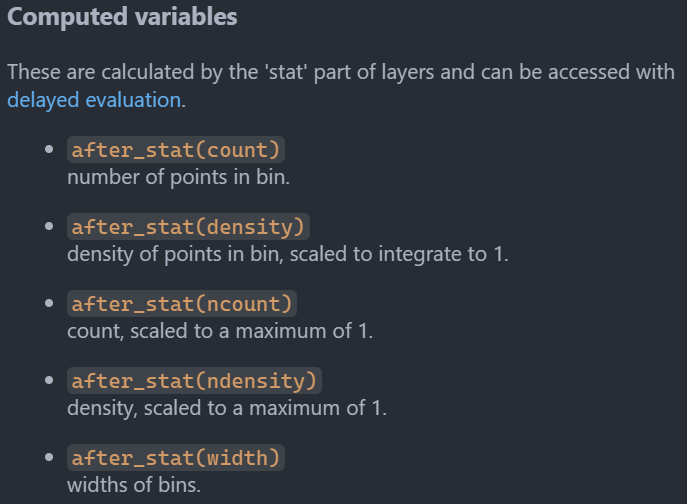 Computed variables
These are calculated by the 'stat' part of layers and can be accessed with
delayed evaluation.
after_stat(count)
number of points in bin.
after_stat(density)
density of points in bin, scaled to integrate to 1.
after_stat(ncount)
count, scaled to a maximum of 1.
after_stat(ndensity)
density, scaled to a maximum of 1.
after_stat(width)
widths of bins.